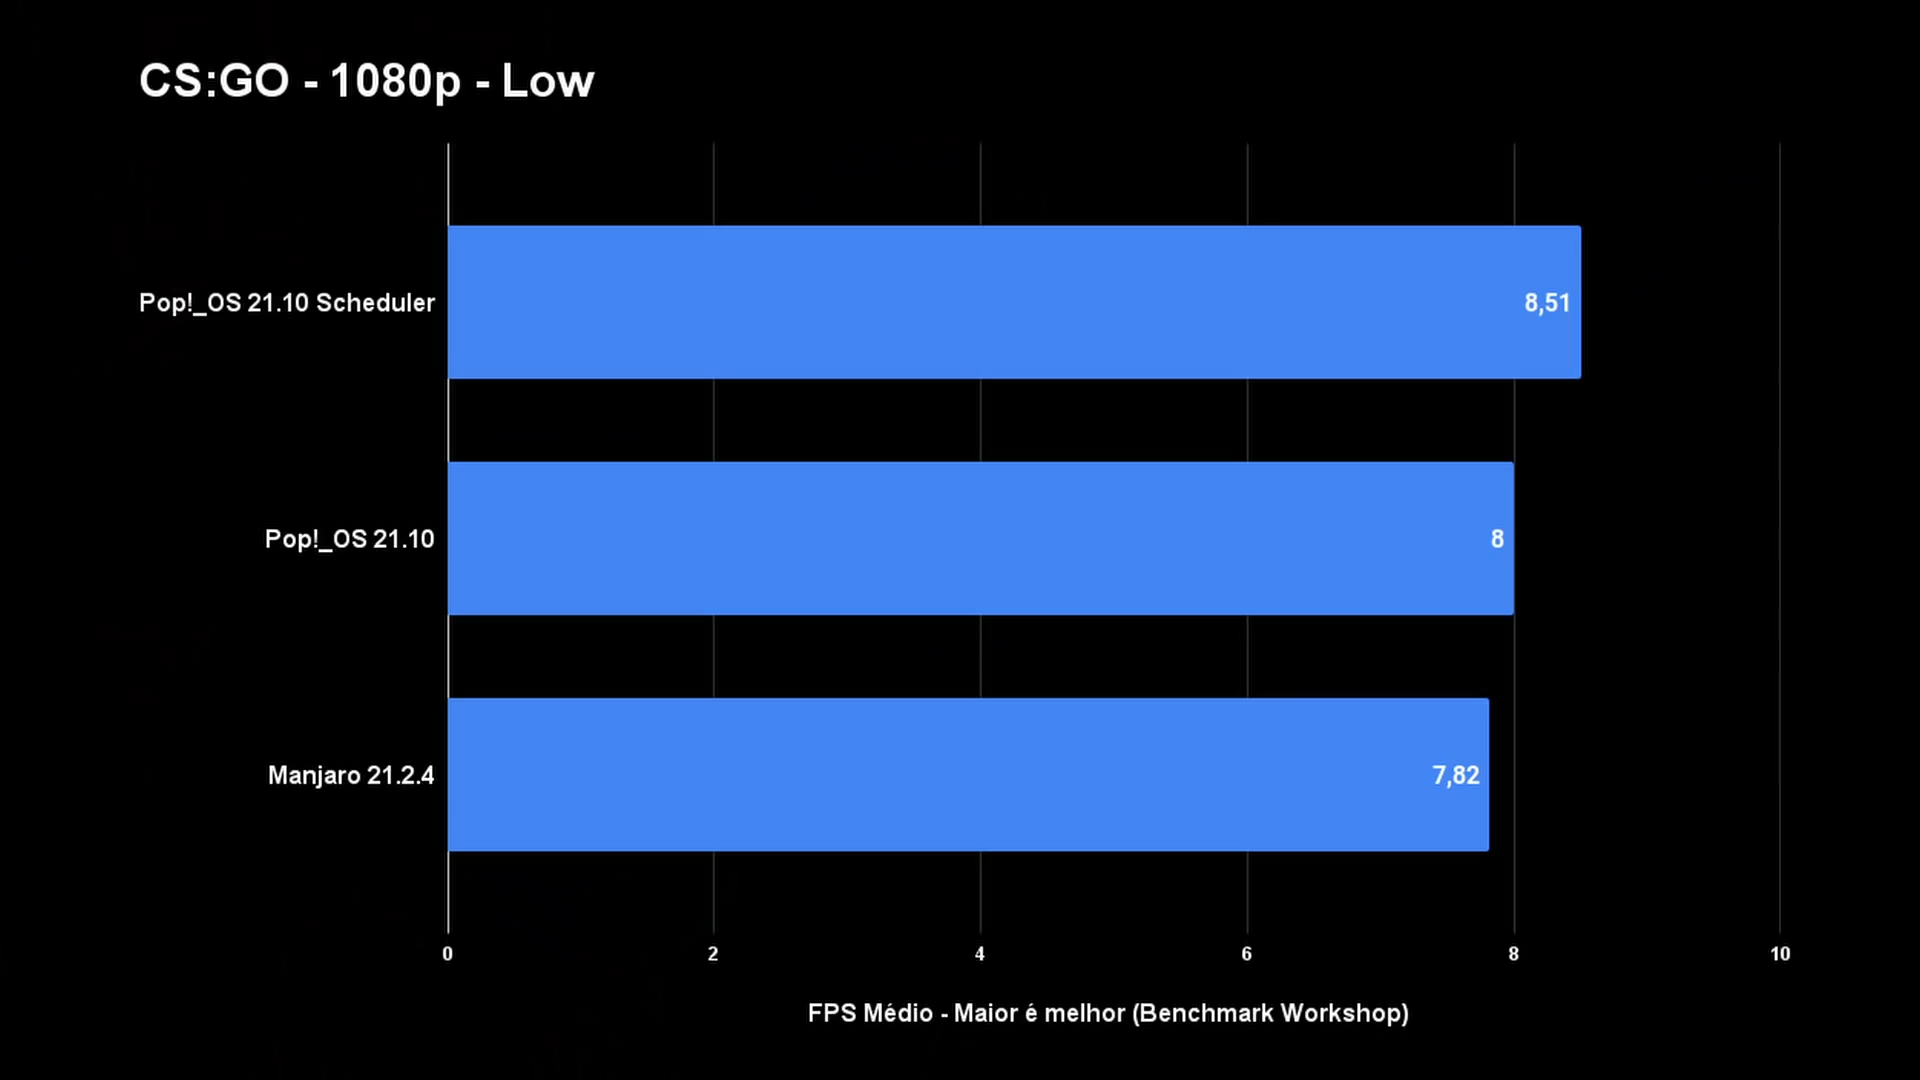 CS:GO - 1080p - Low
Pop!_OS 21.10 Scheduler
8,51
Pop!_OS 21.10
8
Manjaro 21.2.4
7,82
0 2 4 6 8 10
FPS Médio - Maior é melhor (Benchmark Workshop)